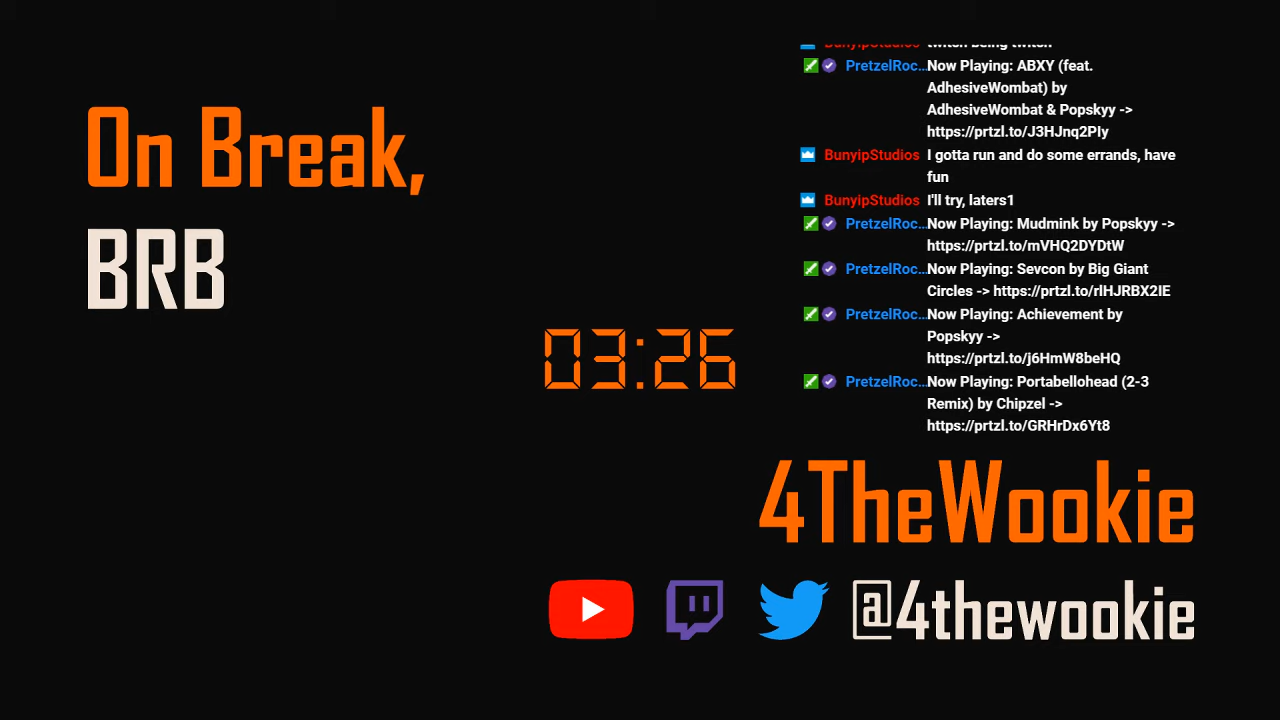 On Break,
BRB
03:26
BunyipStudios twitch being twitch
PretzelRoc... Now Playing: ABXY (feat.
AdhesiveWombat) by
AdhesiveWombat & Popskyy ->
https://prtzl.to/J3HJnq2PIy
BunyipStudios I gotta run and do some errands, have
fun
BunyipStudios I'll try, laters1
PretzelRoc... Now Playing: Mudmink by Popskyy ->
https://prtzl.to/mVHQ2DYDtW
PretzelRoc... Now Playing: Sevcon by Big Giant
Circles -> https://prtzl.to/rlHJRBX2IE
PretzelRoc... Now Playing: Achievement by
Popskyy ->
https://prtzl.to/j6HmW8beHQ
PretzelRoc... Now Playing: Portabellohead (2-3
Remix) by Chipzel ->
https://prtzl.to/GRHrDx6Yt8
4TheWookie
@4thewookie